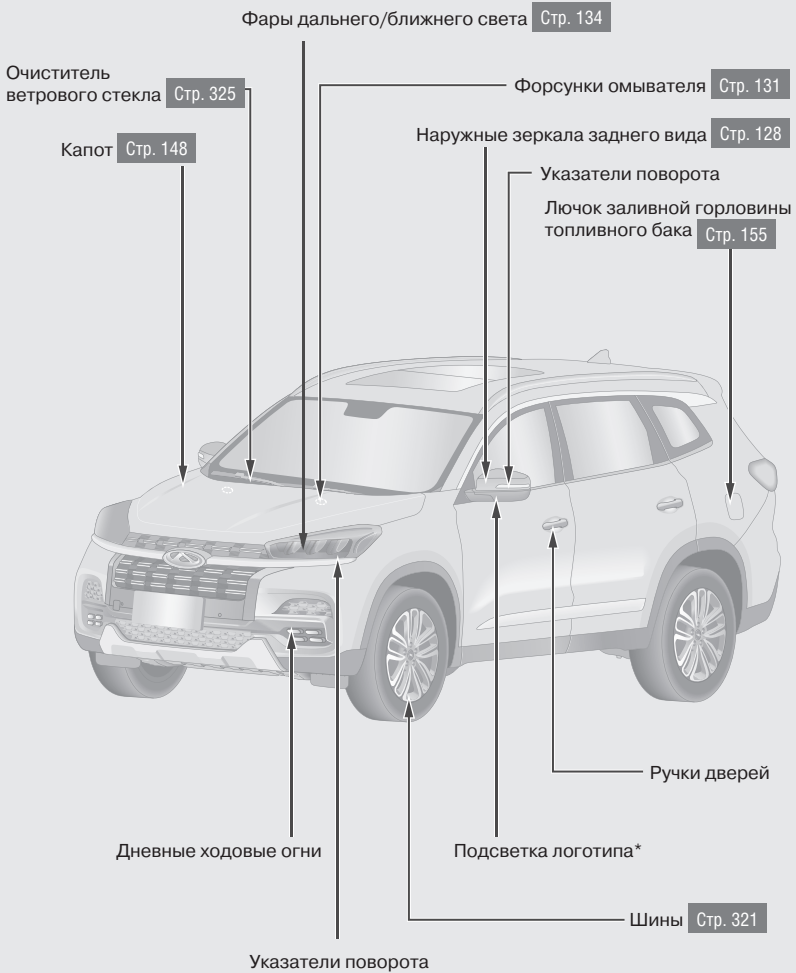 Фары дальнего/ближнего света Стр. 134
Очиститель
ветрового стекла Стр. 325
Форсунки омывателя Стр. 131
Наружные зеркала заднего вида Стр. 128
Капот Стр. 148
Указатели поворота
Лючок заливной горловины
топливного бака Стр. 155
Ручки дверей
Дневные ходовые огни
Подсветка логотипа*
Шины Стр. 321
Указатели поворота